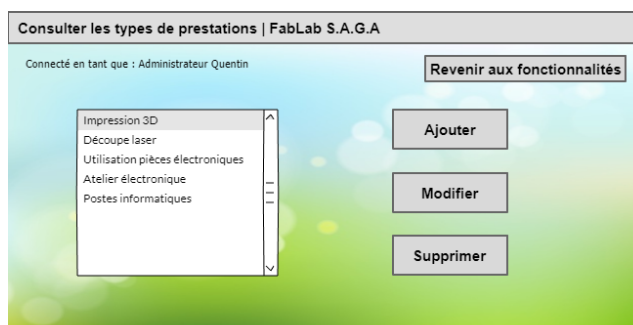 Consulter les types de prestations | FabLab S.A.G.A
Connecté en tant que : Administrateur Quentin
Revenir aux fonctionnalités
Impression 3D
Découpe laser
Utilisation pièces électroniques
Atelier électronique
Postes informatiques
Ajouter
Modifier
Supprimer